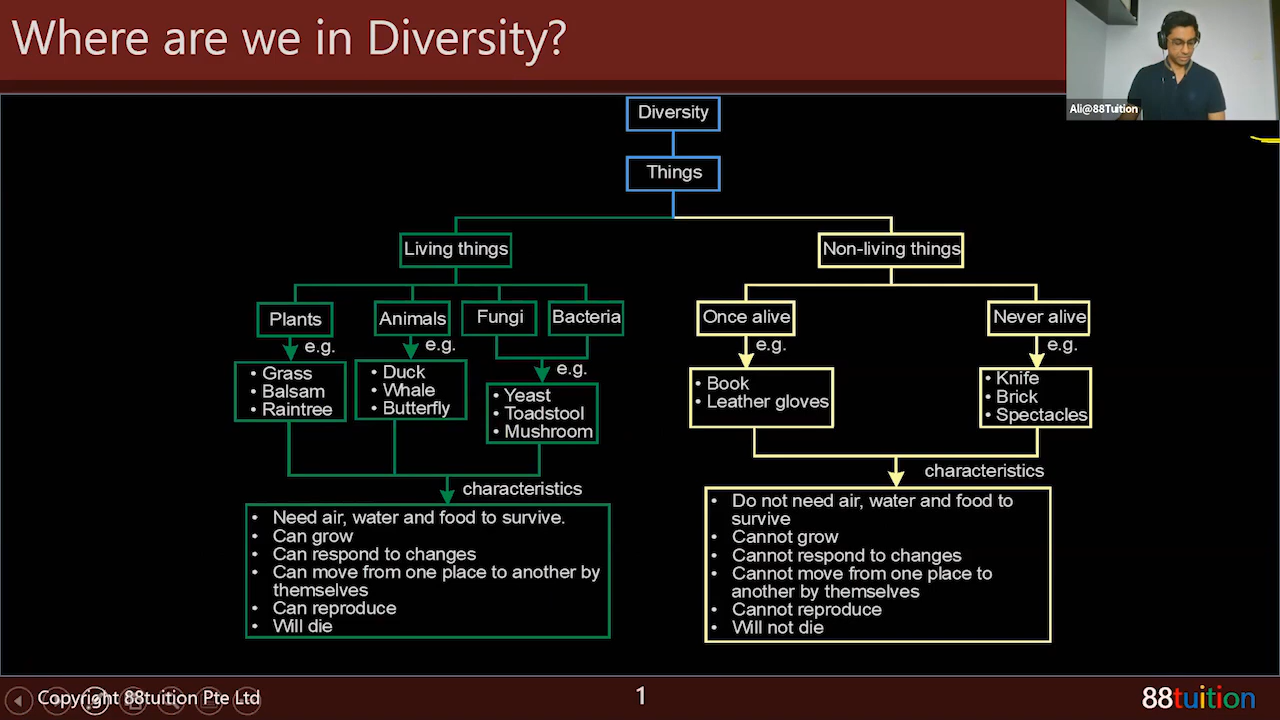 Where are we in Diversity?
Ali@88Tuition
Diversity
Things
Living things
Non-living things
Plants
Animals
Fungi
Bacteria
Once alive
Never alive
e.g.
e.g.
e.g.
e.g.
e.g.
• Grass
• Balsam
• Raintree
• Duck
• Whale
• Butterfly
• Yeast
• Toadstool
• Mushroom
• Book
• Leather gloves
• Knife
• Brick
• Spectacles
characteristics
• Need air, water and food to survive.
• Can grow
• Can respond to changes
• Can move from one place to another by
themselves
• Can reproduce
• Will die
characteristics
• Do not need air, water and food to
survive
• Cannot grow
• Cannot respond to changes
• Cannot move from one place to
another by themselves
• Cannot reproduce
• Will not die
Copyright 88tuition Pte Ltd
1
88tuition